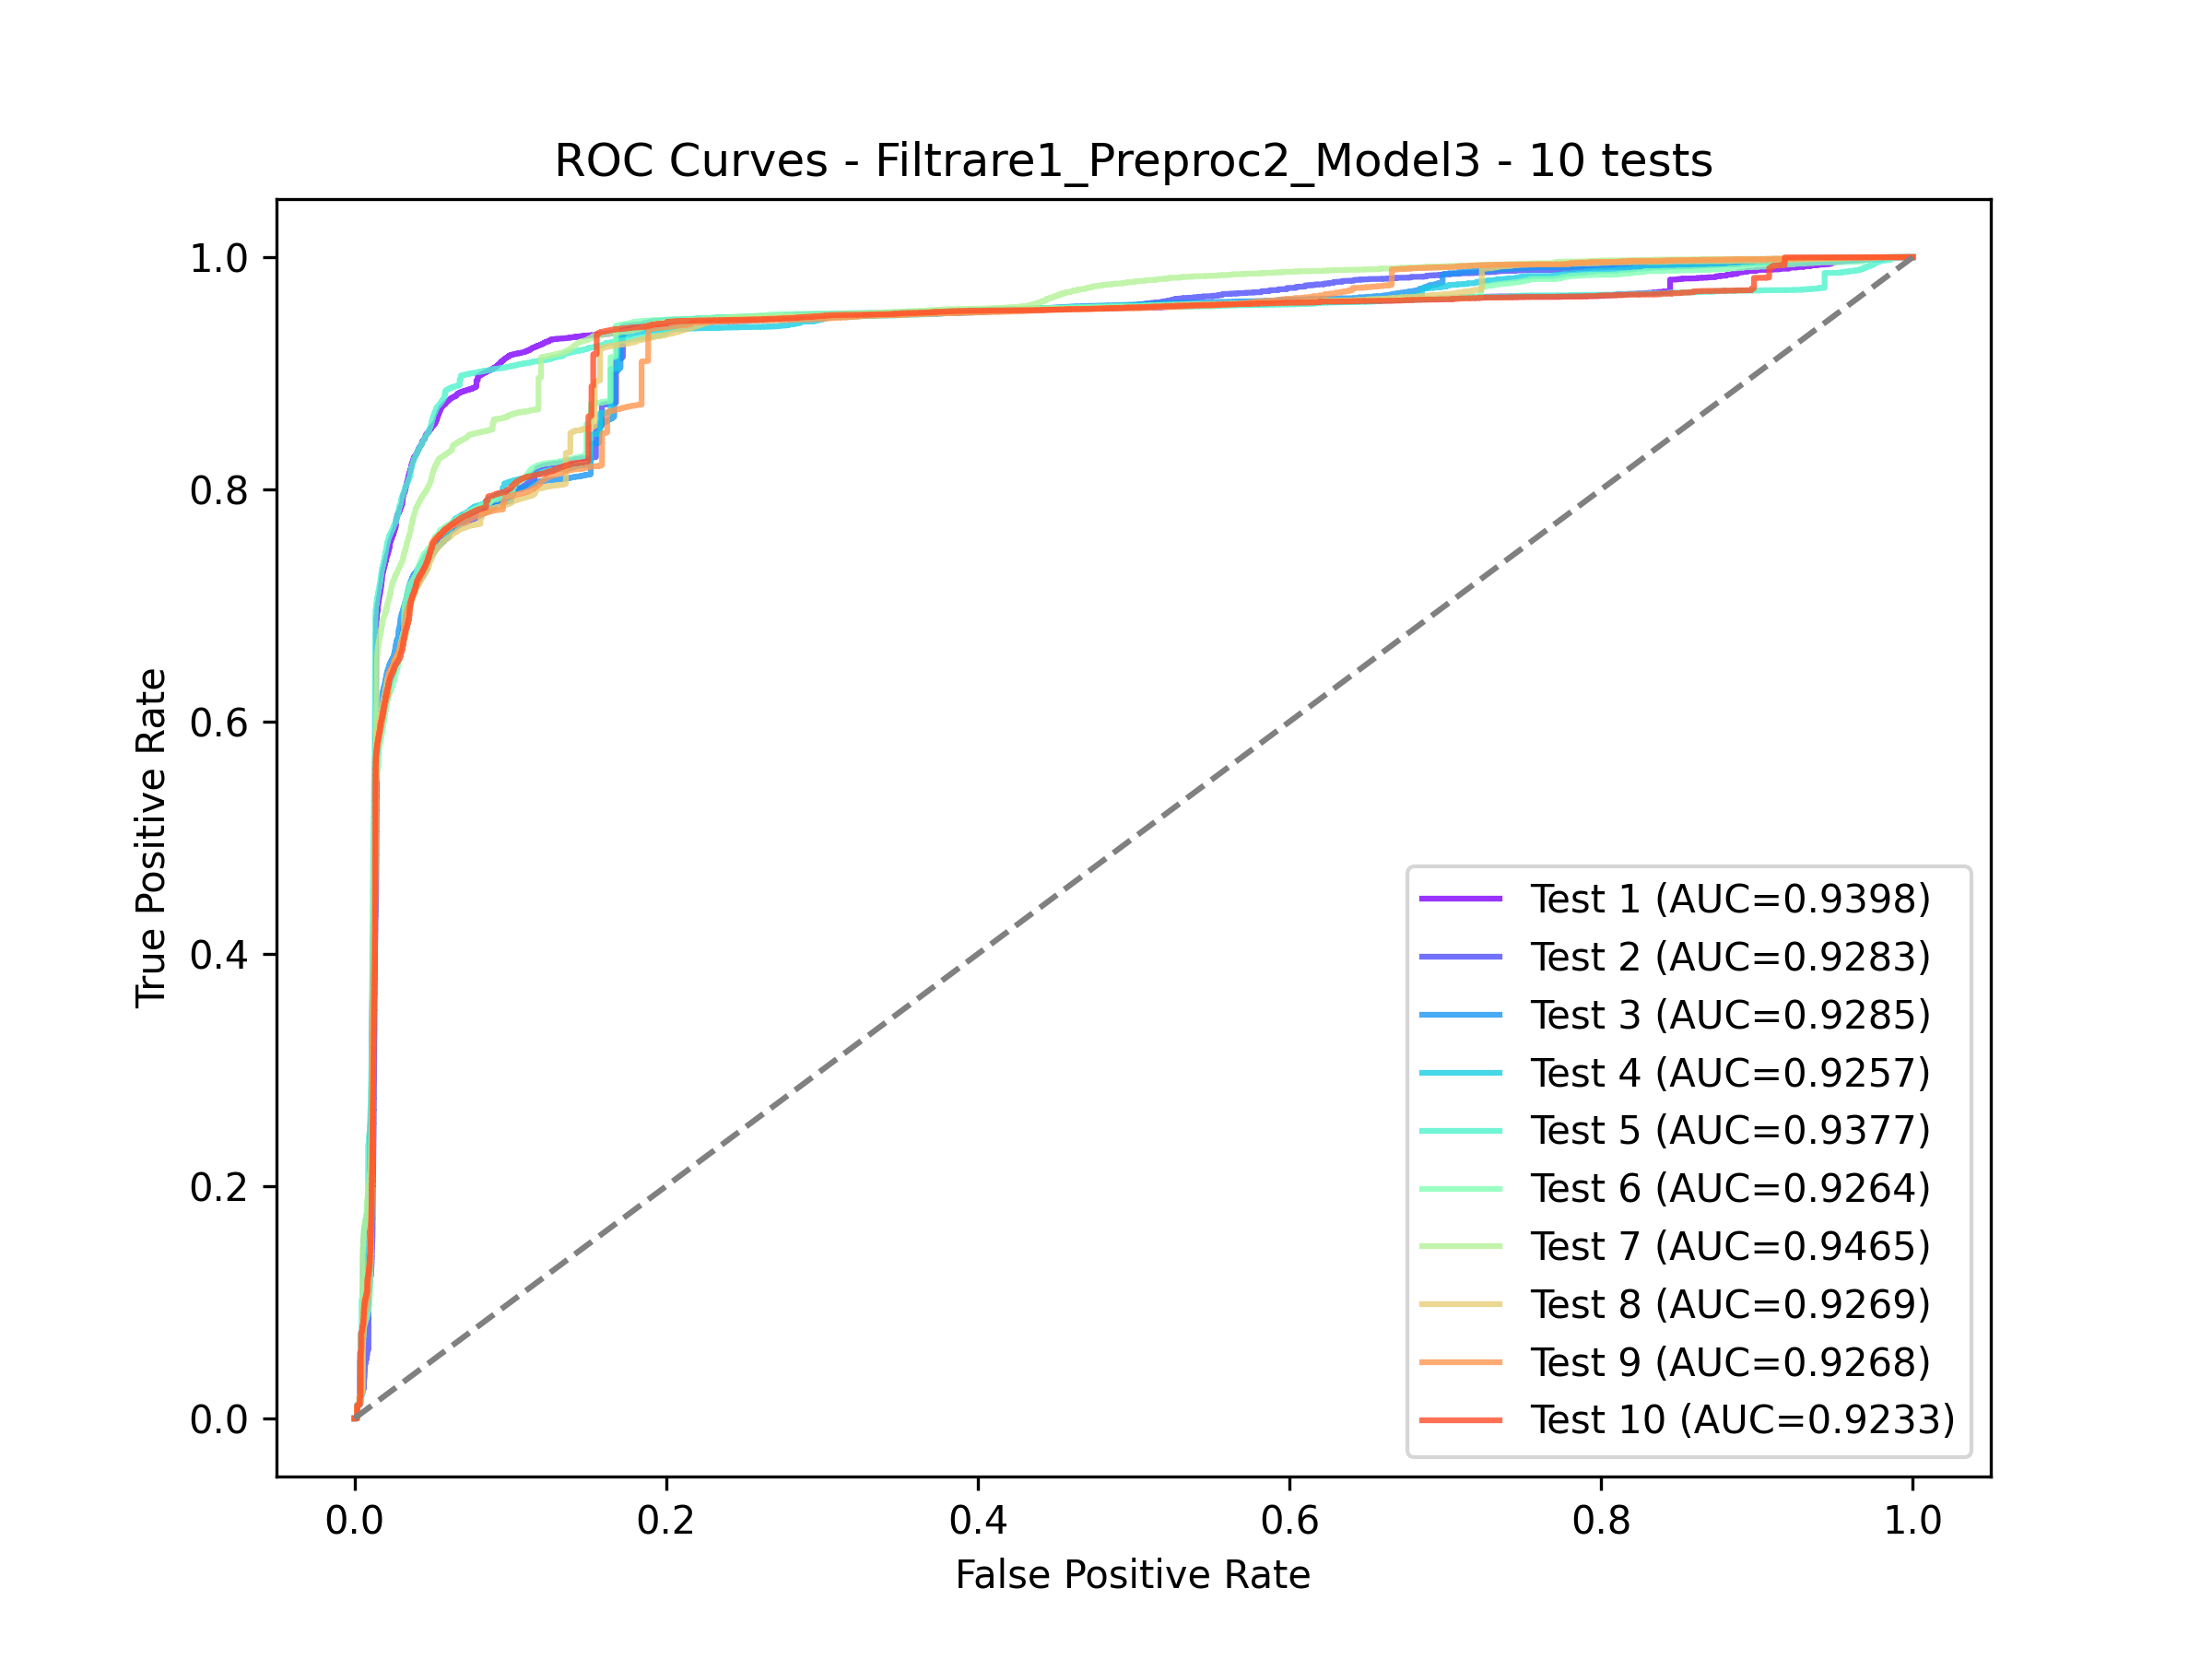 ROC Curves - Filtrare1_Preproc2_Model3 - 10 tests
True Positive Rate
1.0
0.8
0.6
0.4
0.2
0.0
Test 1 (AUC=0.9398)
Test 2 (AUC=0.9283)
Test 3 (AUC=0.9285)
Test 4 (AUC=0.9257)
Test 5 (AUC=0.9377)
Test 6 (AUC=0.9264)
Test 7 (AUC=0.9465)
Test 8 (AUC=0.9269)
Test 9 (AUC=0.9268)
Test 10 (AUC=0.9233)
0.0 0.2 0.4 0.6 0.8 1.0
False Positive Rate